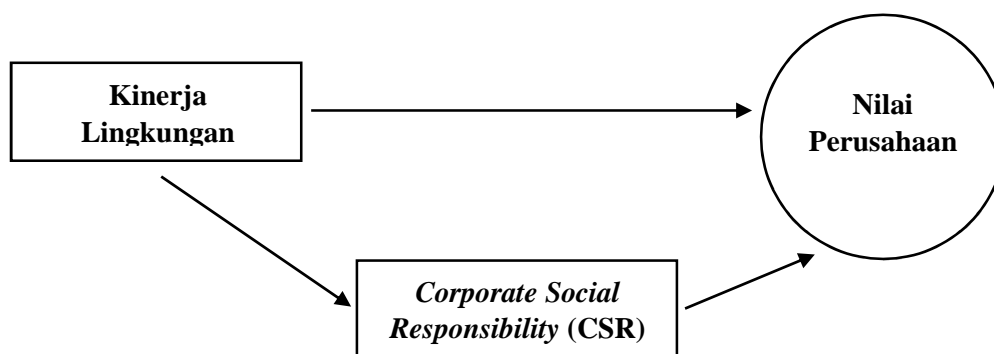 Kinerja
Lingkungan
Nilai
Perusahaan
Corporate Social
Responsibility (CSR)